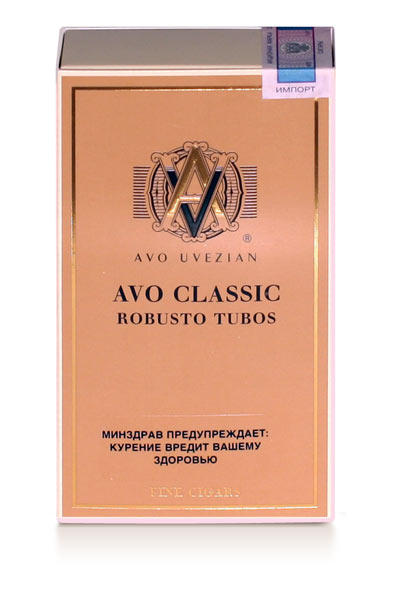 ИМПОРТ
AVO UVEZIAN
®
AVO CLASSIC
ROBUSTO TUBOS
МИНЗДРАВ ПРЕДУПРЕЖДАЕТ:
КУРЕНИЕ ВРЕДИТ ВАШЕМУ
ЗДОРОВЬЮ
FINE CIGARS